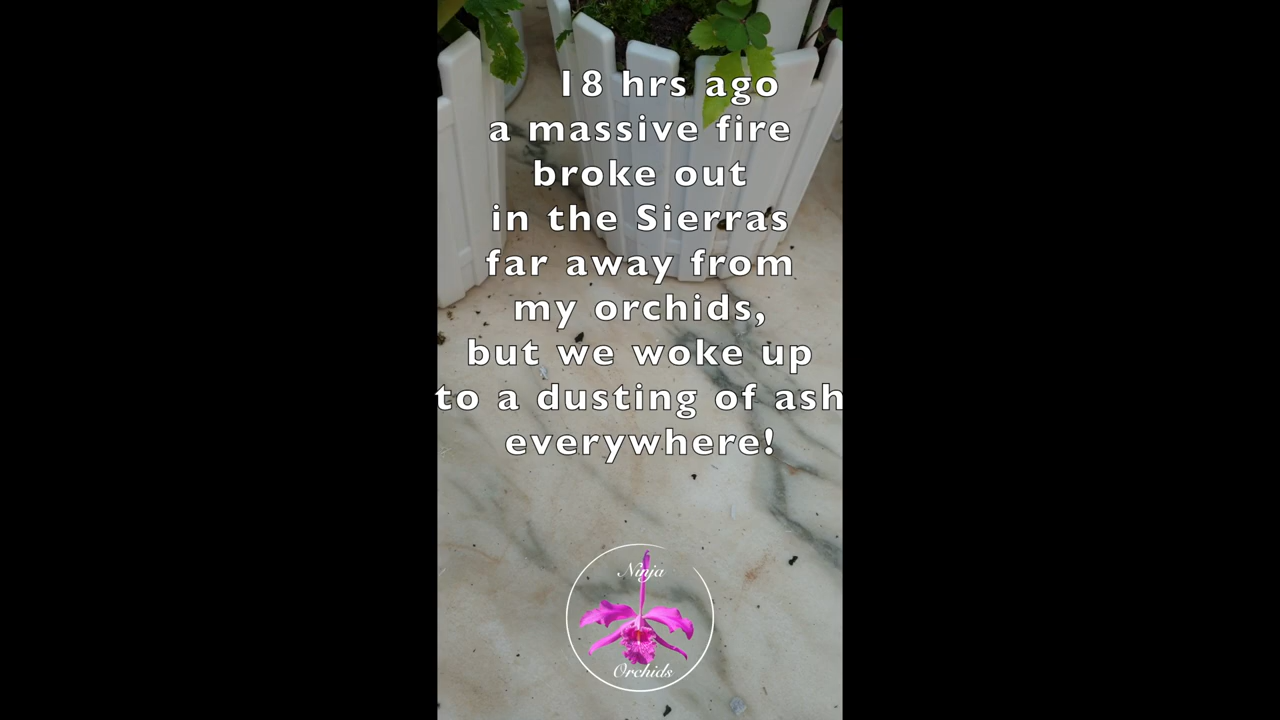 18 hrs ago
a massive fire
broke out
in the Sierras
far away from
my orchids,
but we woke up
to a dusting of ash
everywhere!
Ninja
Orchids